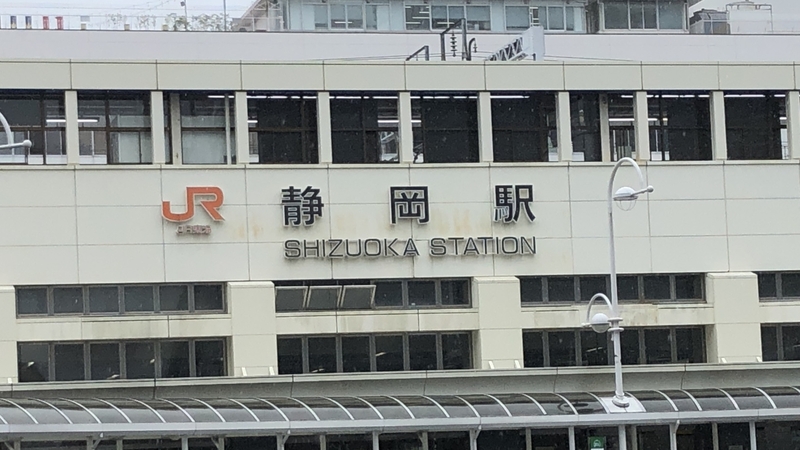 JR 静岡駅
SHIZUOKA STATION